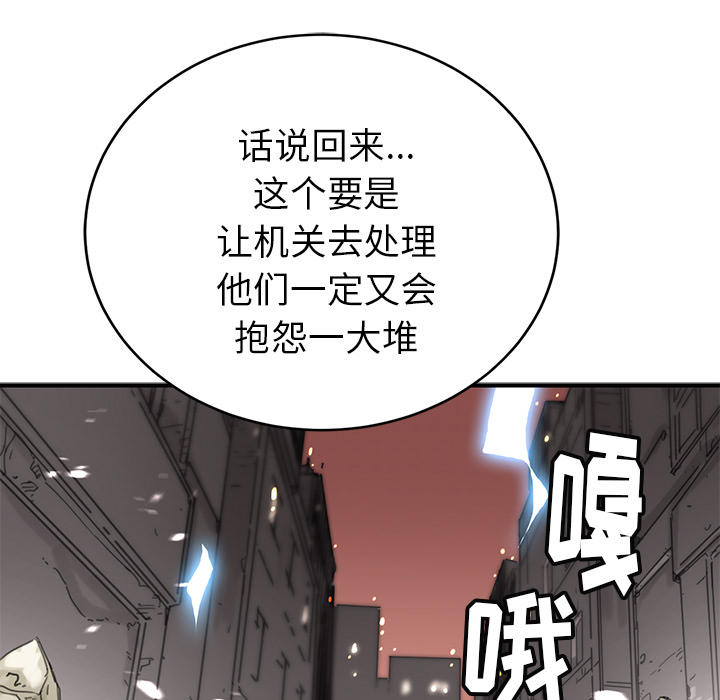 话说回来...
这个要是
让机关去处理
他们一定又会
抱怨一大堆
嘎
哦